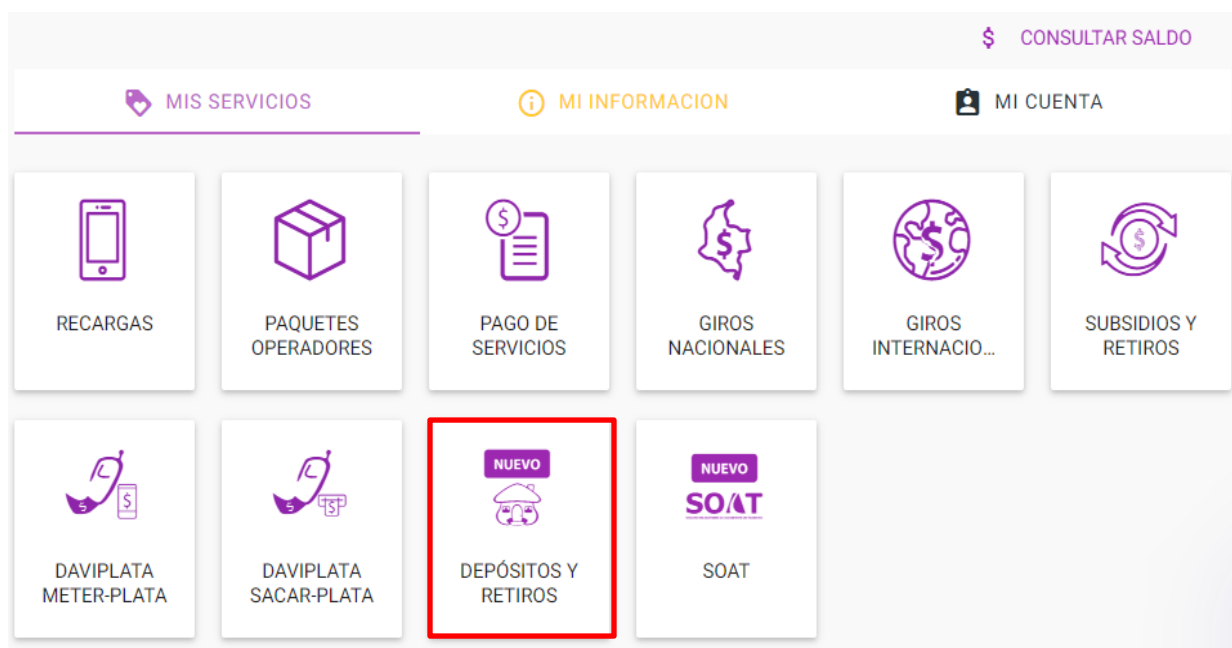 $ CONSULTAR SALDO
MIS SERVICIOS
MI INFORMACION
MI CUENTA
$
$
$
$
RECARGAS
PAQUETES
OPERADORES
PAGO DE
SERVICIOS
GIROS
NACIONALES
GIROS
INTERNACIO...
SUBSIDIOS Y
RETIROS
$
$
$
$
NUEVO
NUEVO
SOAT
DAVIPLATA
METER-PLATA
DAVIPLATA
SACAR-PLATA
DEPÓSITOS Y
RETIROS
SOAT